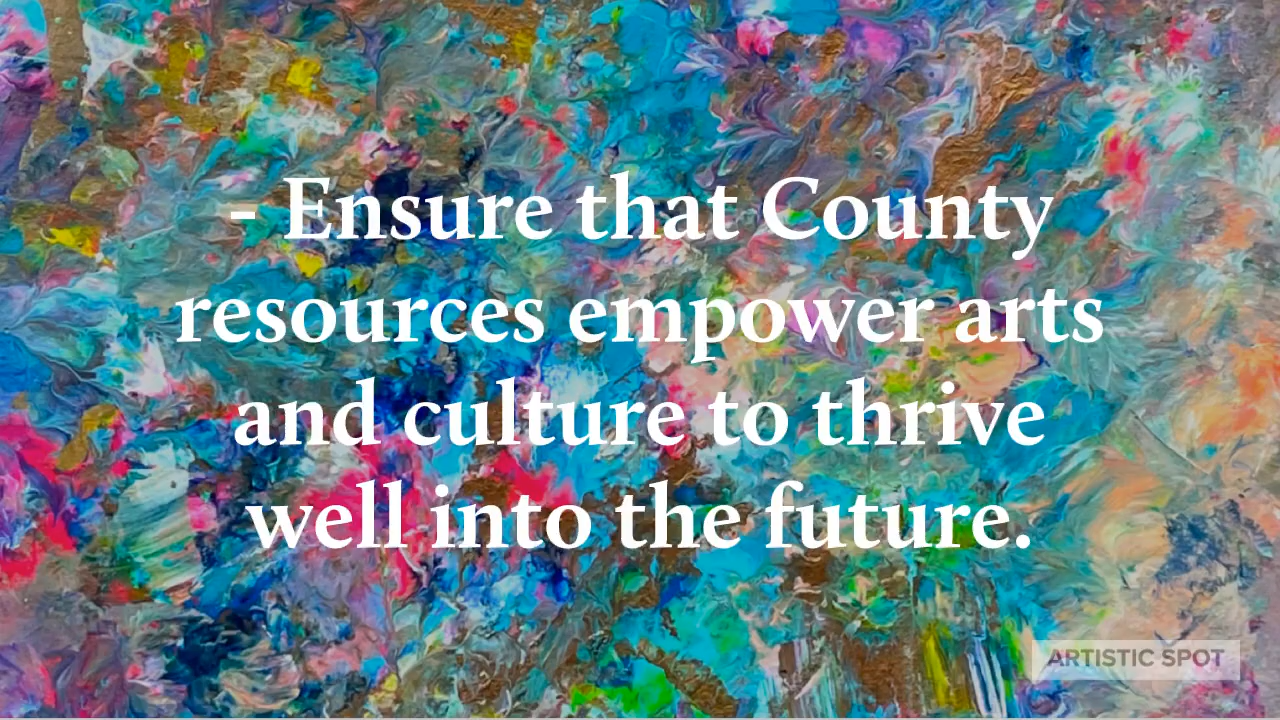 - Ensure that County
resources empower arts
and culture to thrive
well into the future.
ARTISTIC SPOT